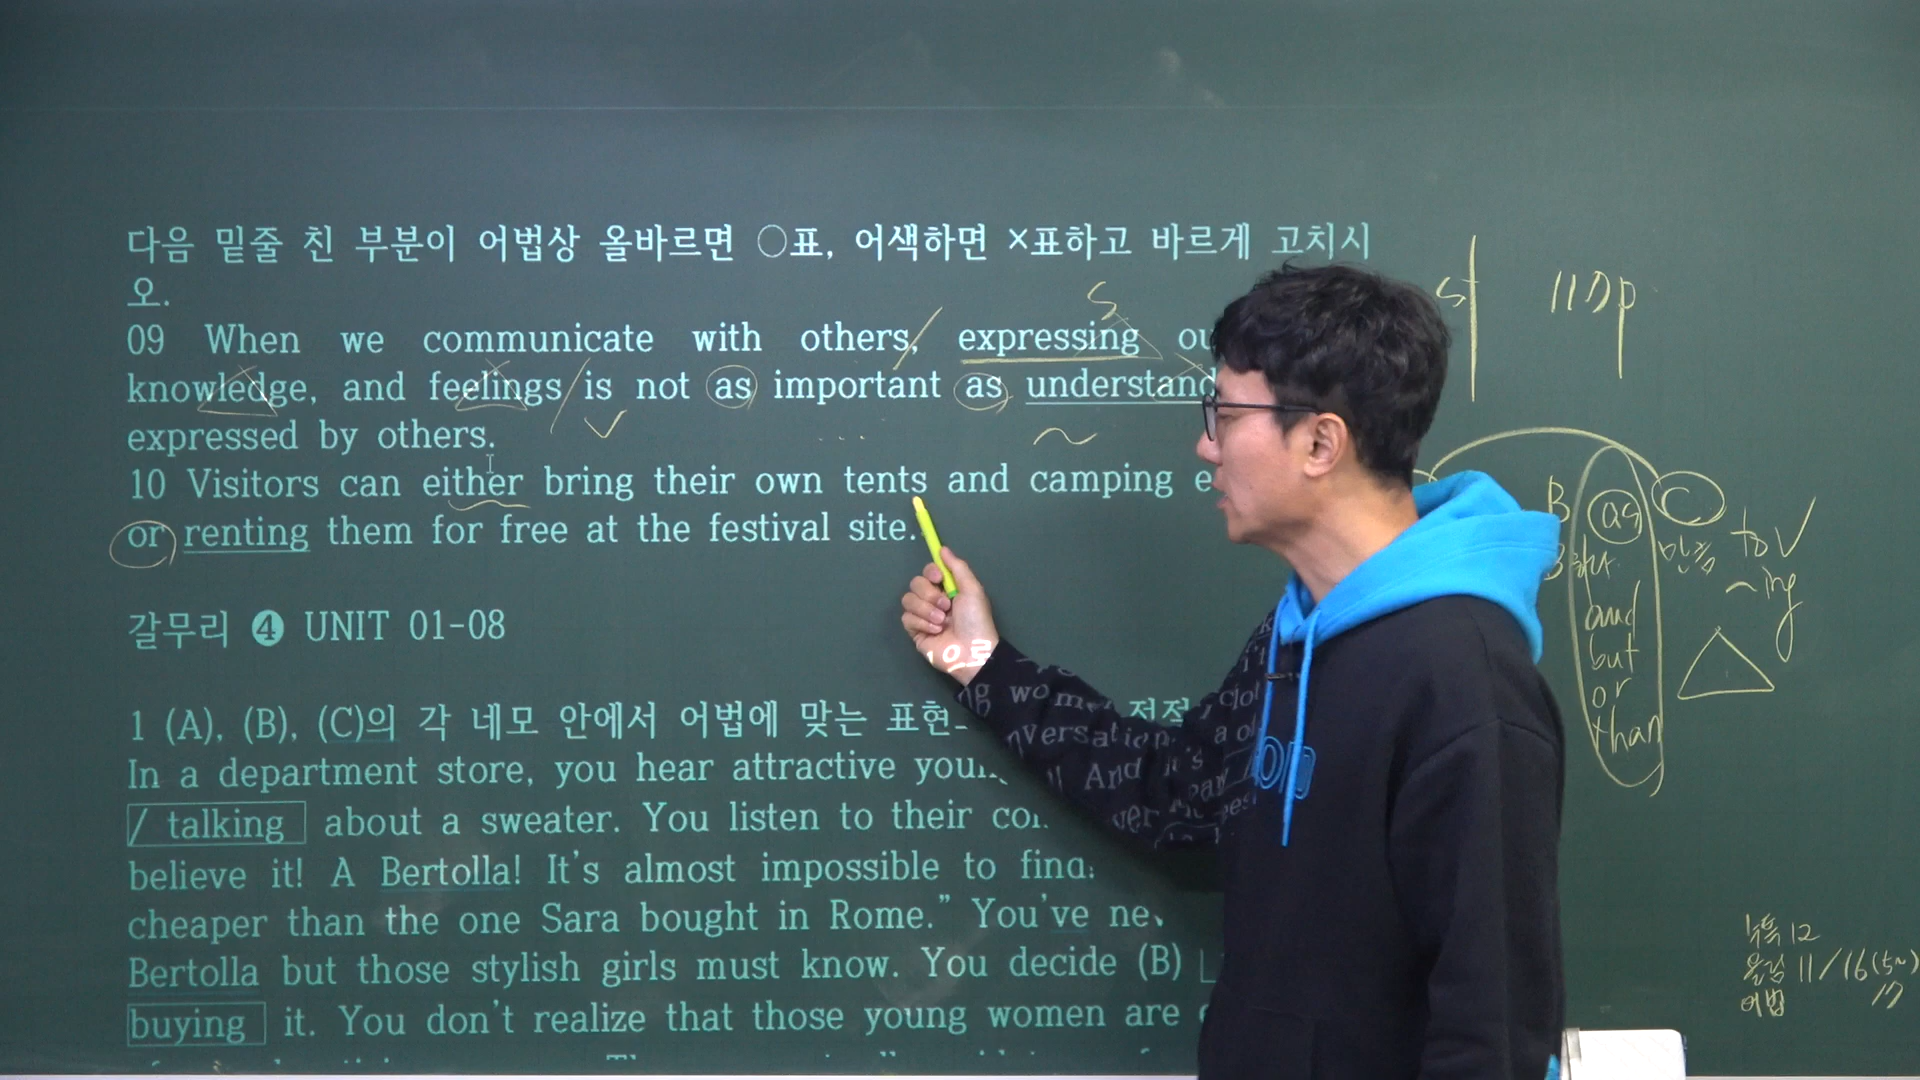 다음 밑줄 친 부분이 어법상 올바르면 ○표, 어색하면 ×표하고 바르게 고치시
오.
09 When we communicate with others, expressing
knowledge, and feelings is not as important as understand
expressed by others.
10 Visitors can either bring their own tents and camping
or renting them for free at the festival site.
갈무리 ❹ UNIT 01-08
1 (A), (B), (C)의 각 네모 안에서 어법에 맞는 표현
In a department store, you hear attractive
/ talking about a sweater. You listen to their
believe it! A Bertolla! It's almost impossible to
cheaper than the one Sara bought in Rome." You've
Bertolla but those stylish girls must know. You decide (B)
buying it. You don't realize that those young women are
S
st
B as C
to V
~ing
and
but
or
than
11/16
17